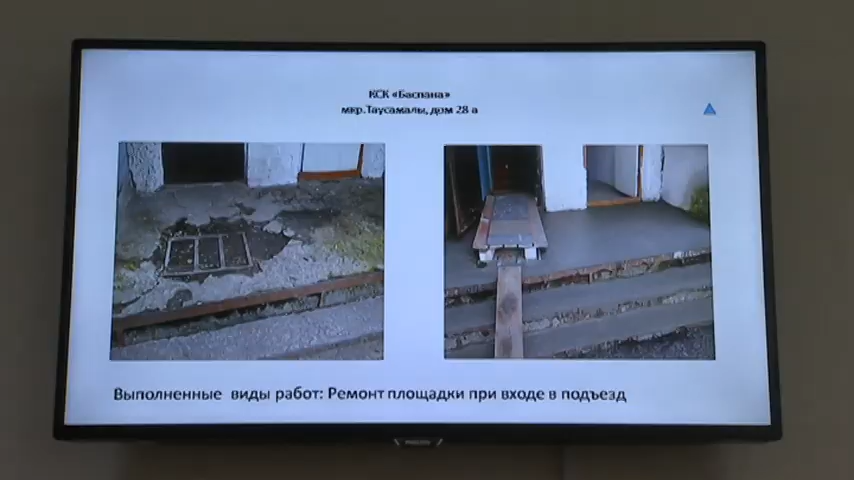 КСК «Баспана»
мкр.Таусамалы, дом 28 а
Выполненные виды работ: Ремонт площадки при входе в подъезд